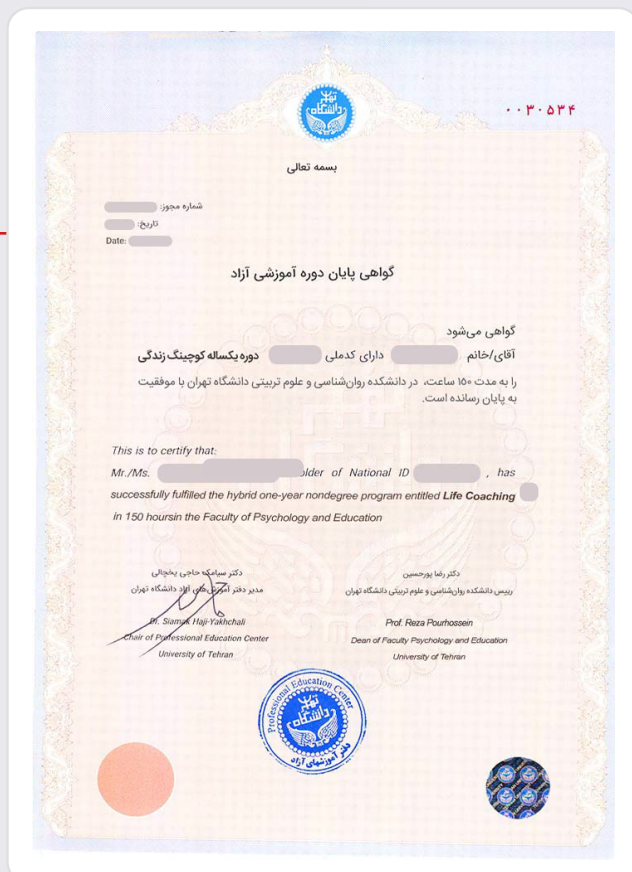 ۰۰۳۰۵۳۴
تهران
دانشگاه
بسمه تعالی
شماره مجوز:
تاریخ:
Date:
گواهی پایان دوره آموزشی آزاد
گواهی می‌شود
آقای/خانم دارای کدملی دوره یکساله کوچینگ زندگی
را به مدت ۱۵۰ ساعت، در دانشکده روان‌شناسی و علوم تربیتی دانشگاه تهران با موفقیت
به پایان رسانده است.
This is to certify that:
Mr./Ms. older of National ID , has
successfully fulfilled the hybrid one-year nondegree program entitled Life Coaching
in 150 hoursin the Faculty of Psychology and Education
دکتر رضا پورحسین
رییس دانشکده روان‌شناسی و علوم تربیتی دانشگاه تهران
Prof. Reza Pourhossein
Dean of Faculty Psychology and Education
University of Tehran
دکتر سیامک حاجی یخچالی
مدیر دفتر آموزش‌های آزاد دانشگاه تهران
Dr. Siamak Haji-Yakhchali
Chair of Professional Education Center
University of Tehran
Professional Education Center
تهران
دانشگاه
دفتر آموزشهای آزاد